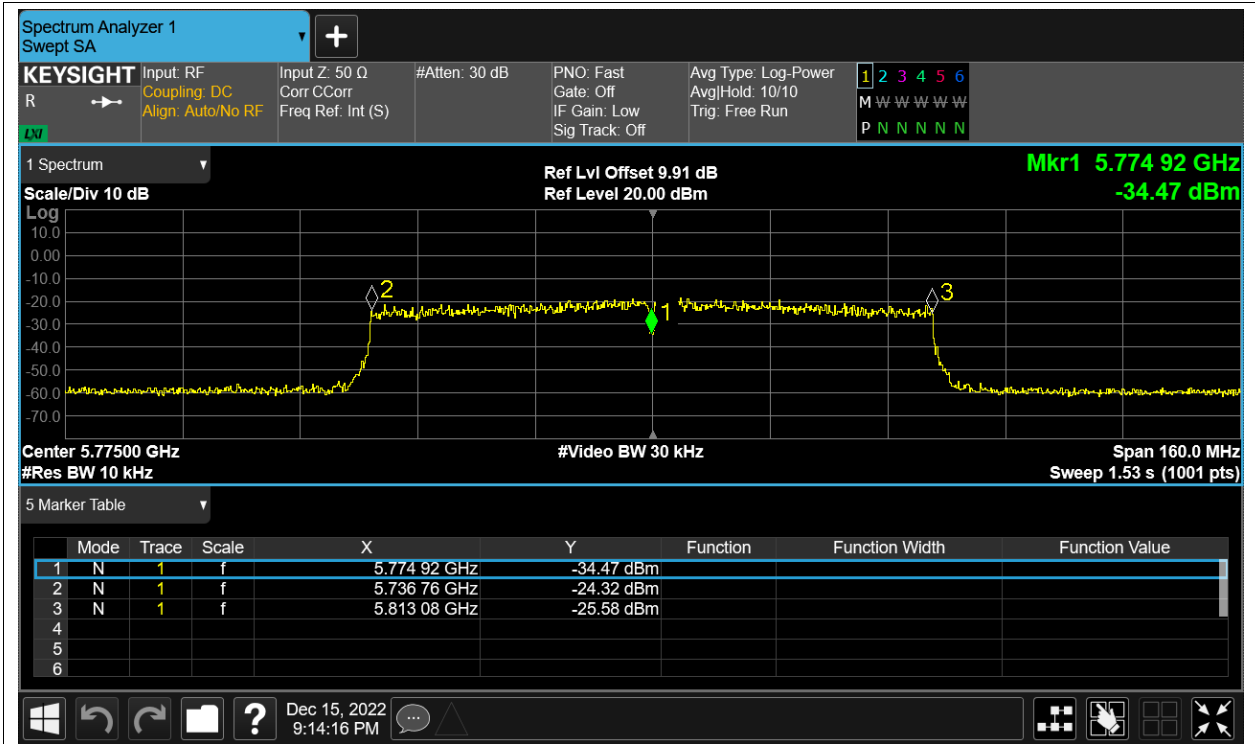 Spectrum Analyzer 1
Swept SA
+
KEYSIGHT Input: RF Input Z: 50 Ω #Atten: 30 dB PNO: Fast Avg Type: Log-Power 1 2 3 4 5 6
R Coupling: DC Corr CCorr Gate: Off Avg|Hold: 10/10 M W W W W W
Align: Auto/No RF Freq Ref: Int (S) IF Gain: Low Trig: Free Run
LXI Sig Track: Off P N N N N N
1 Spectrum Ref Lvl Offset 9.91 dB Mkr1 5.774 92 GHz
Scale/Div 10 dB Ref Level 20.00 dBm -34.47 dBm
Log
10.0
0.00
-10.0
-20.0
-30.0
-40.0
-50.0
-60.0
-70.0
2
1
3
Center 5.77500 GHz #Video BW 30 kHz Span 160.0 MHz
#Res BW 10 kHz Sweep 1.53 s (1001 pts)
5 Marker Table
Mode Trace Scale X Y Function Function Width Function Value
1 N 1 f 5.774 92 GHz -34.47 dBm
2 N 1 f 5.736 76 GHz -24.32 dBm
3 N 1 f 5.813 08 GHz -25.58 dBm
4
5
6
? Dec 15, 2022
9:14:16 PM